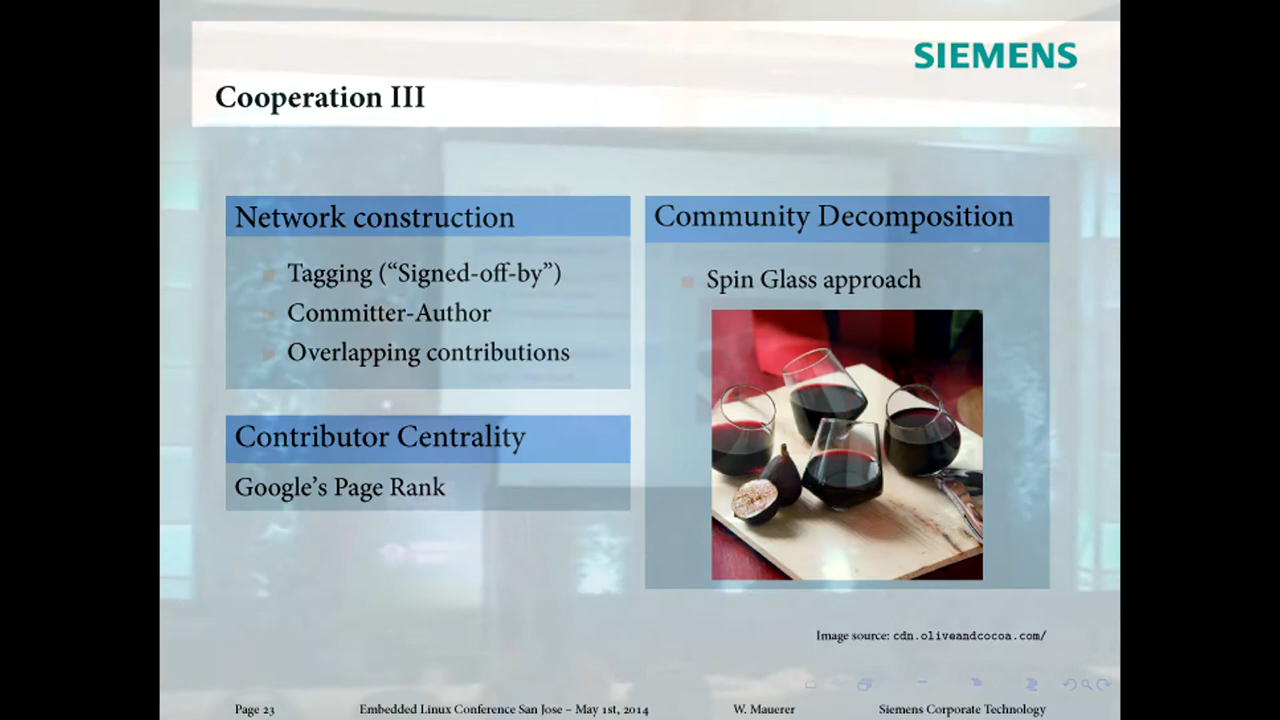 SIEMENS
Cooperation III
Network construction
Tagging (“Signed-off-by”)
Committer-Author
Overlapping contributions
Contributor Centrality
Google’s Page Rank
Community Decomposition
Spin Glass approach
Image source: cdn.oliveandcocoa.com/
Page 23
Embedded Linux Conference San Jose – May 1st, 2014
W. Mauerer
Siemens Corporate Technology